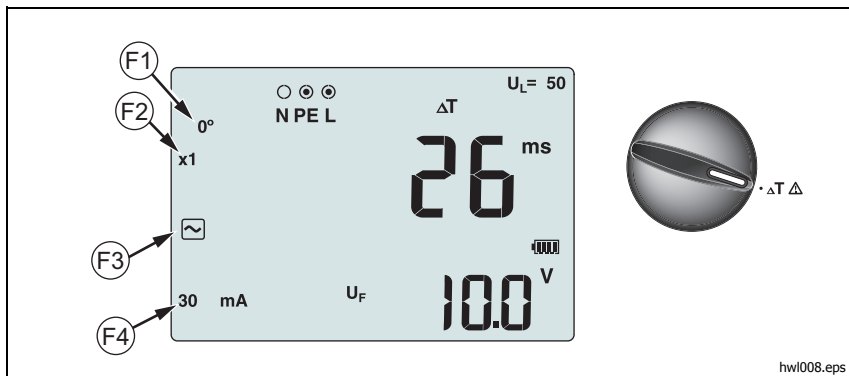 F1
F2
F3
F4
0°
x1
N PE L
ΔT
UL= 50
26 ms
30 mA
UF
10.0 V
ΔT ⚠
hwl008.eps